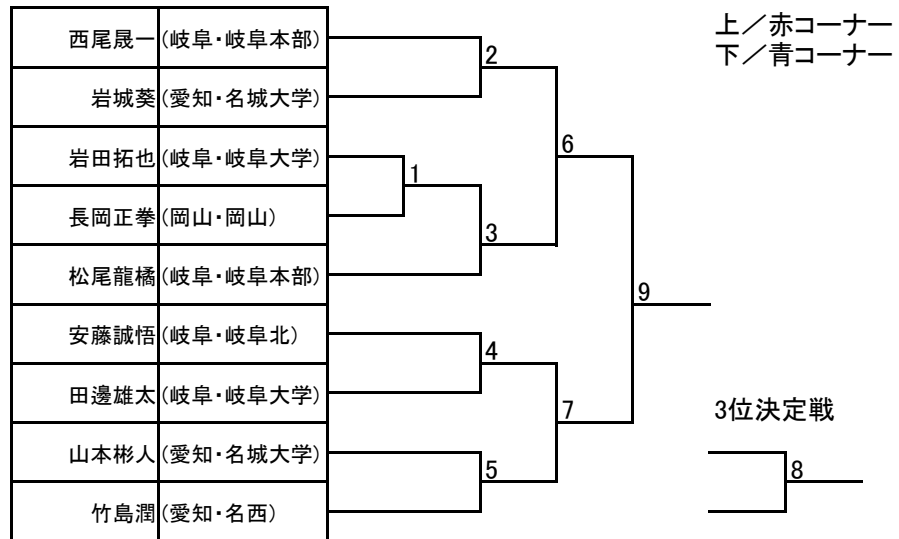 上／赤コーナー
下／青コーナー
西尾晟一(岐阜・岐阜本部)
岩城葵(愛知・名城大学)
岩田拓也(岐阜・岐阜大学)
長岡正拳(岡山・岡山)
松尾龍橘(岐阜・岐阜本部)
安藤誠悟(岐阜・岐阜北)
田邊雄太(岐阜・岐阜大学)
山本彬人(愛知・名城大学)
竹島潤(愛知・名西)
1
2
3
4
5
6
7
9
3位決定戦
8